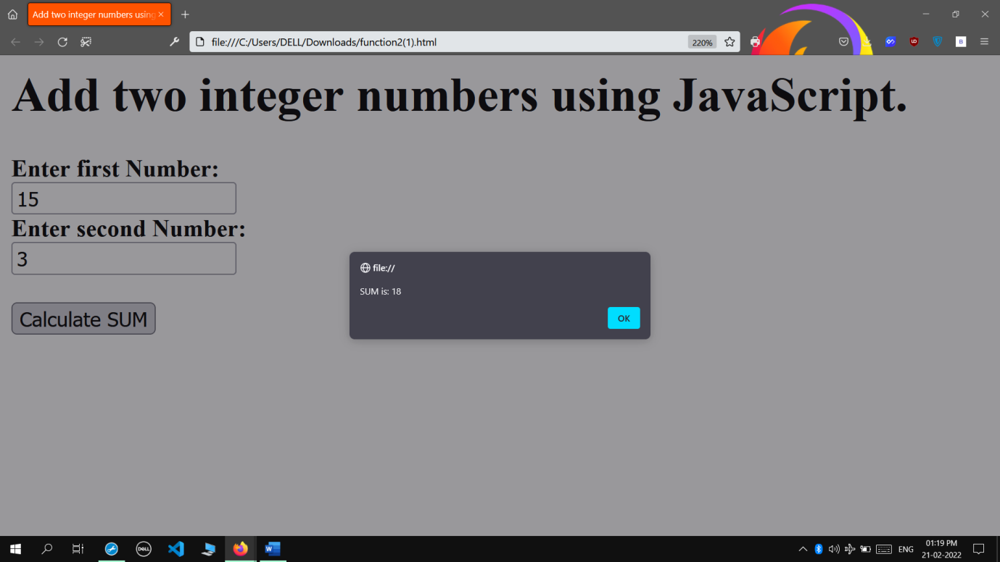 Add two integer numbers using
file:///C:/Users/DELL/Downloads/function2(1).html
220%
B
Add two integer numbers using JavaScript.
Enter first Number:
15
Enter second Number:
3
Calculate SUM
file://
SUM is: 18
OK
DELL
W
ENG
01:19 PM
21-02-2022